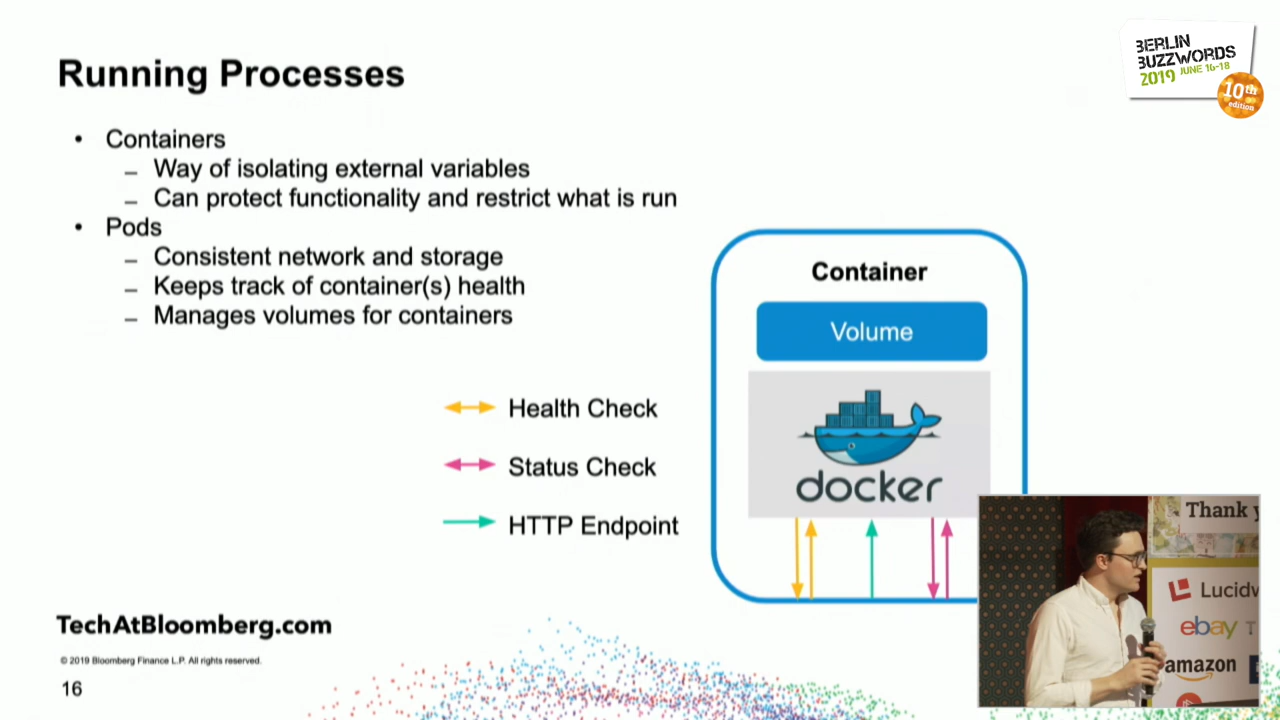 Running Processes
BERLIN
BUZZWORDS
2019 JUNE 16-18
10th
edition
• Containers
– Way of isolating external variables
– Can protect functionality and restrict what is run
• Pods
– Consistent network and storage
– Keeps track of container(s) health
– Manages volumes for containers
Container
Volume
docker
Health Check
Status Check
HTTP Endpoint
Thank
ebay
amazon
TechAtBloomberg.com
© 2019 Bloomberg Finance L.P. All rights reserved.
16